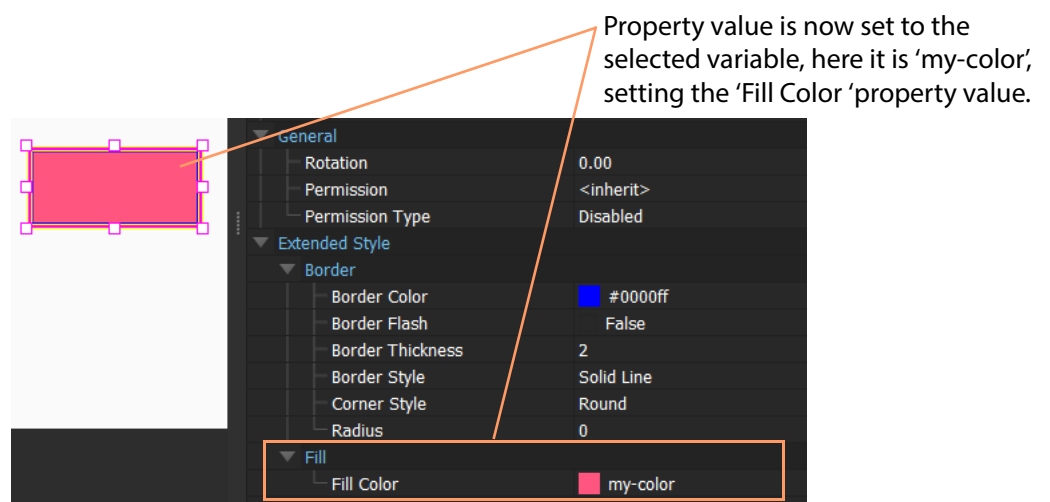 Property value is now set to the
selected variable, here it is ‘my-color’,
setting the ‘Fill Color ‘property value.
General
Rotation 0.00
Permission <inherit>
Permission Type Disabled
Extended Style
Border
Border Color #0000ff
Border Flash False
Border Thickness 2
Border Style Solid Line
Corner Style Round
Radius 0
Fill
Fill Color my-color